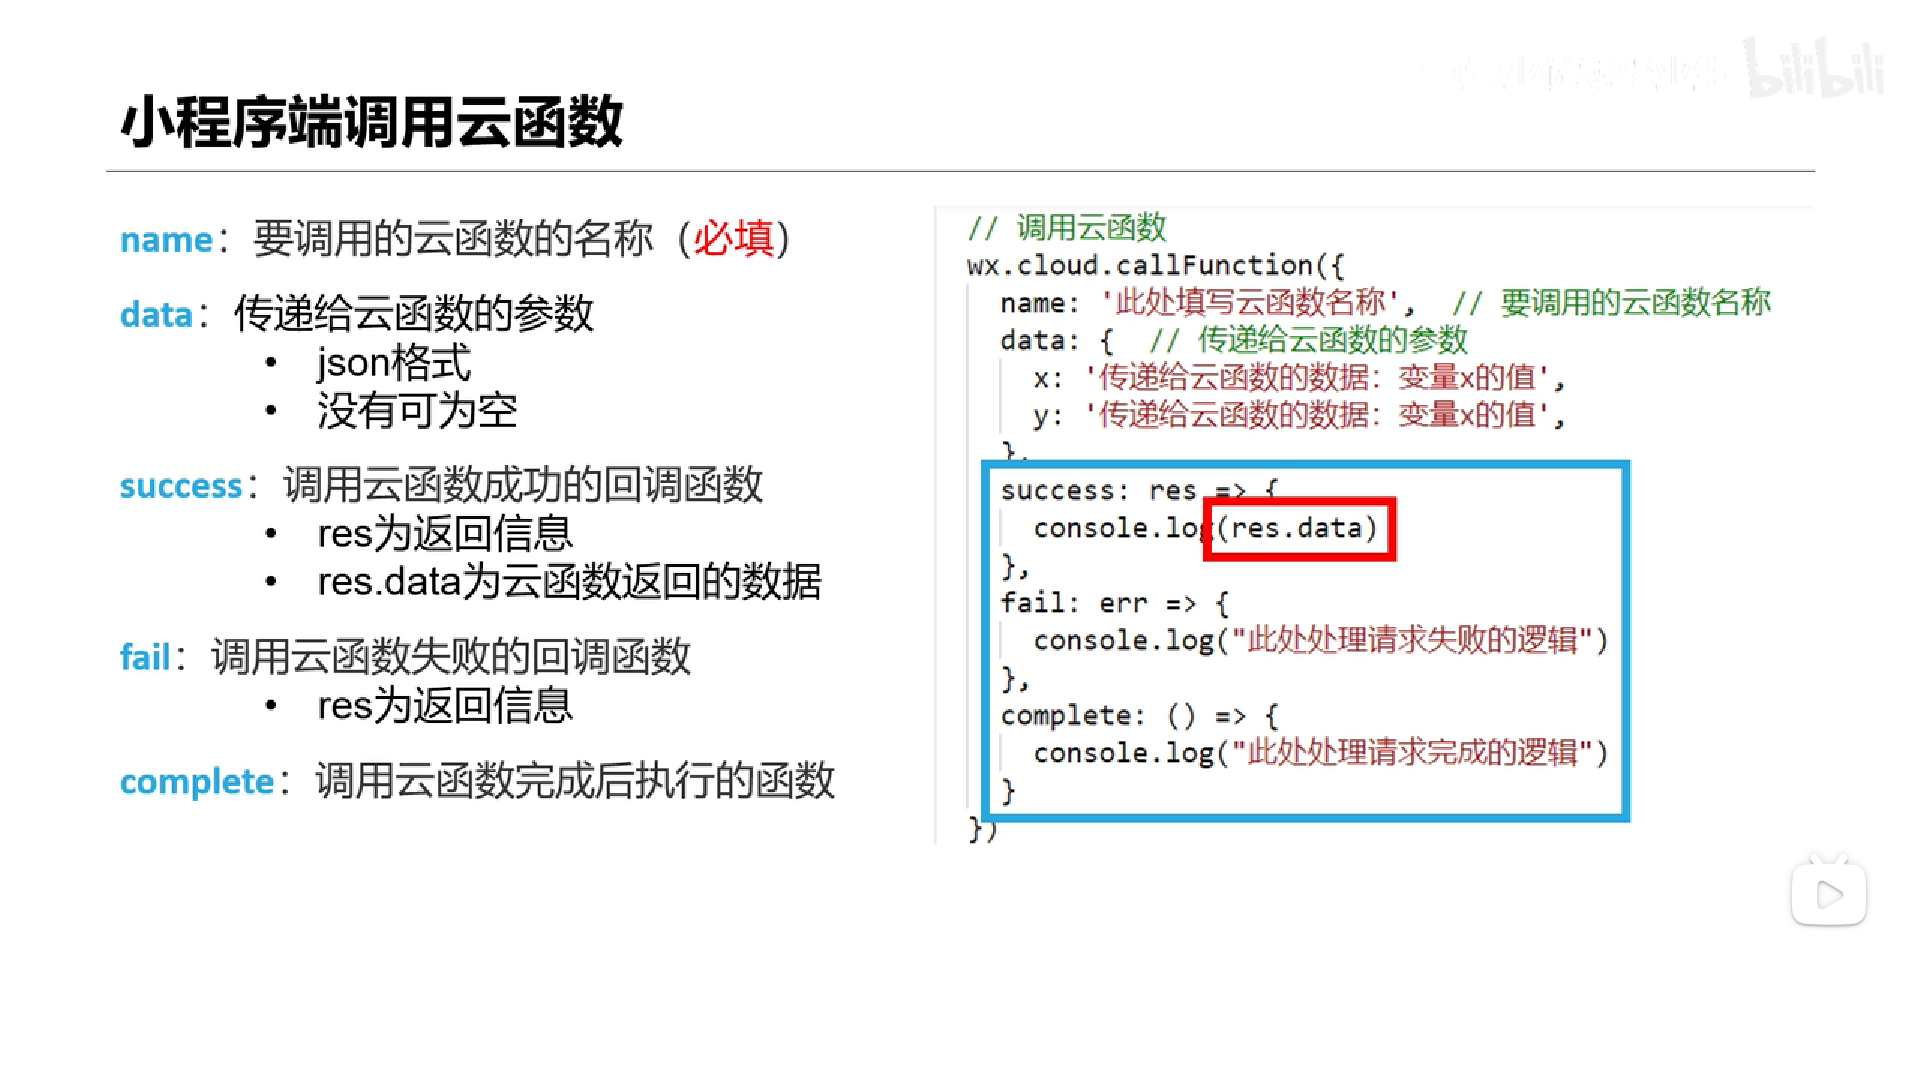 bilibili
小程序端调用云函数
name：要调用的云函数的名称（必填）
data：传递给云函数的参数
• json格式
• 没有可为空
success：调用云函数成功的回调函数
• res为返回信息
• res.data为云函数返回的数据
fail：调用云函数失败的回调函数
• res为返回信息
complete：调用云函数完成后执行的函数
// 调用云函数
wx.cloud.callFunction({
name: '此处填写云函数名称', // 要调用的云函数名称
data: { // 传递给云函数的参数
x: '传递给云函数的数据：变量x的值',
y: '传递给云函数的数据：变量x的值',
},
success: res => {
console.log(res.data)
},
fail: err => {
console.log("此处处理请求失败的逻辑")
},
complete: () => {
console.log("此处处理请求完成的逻辑")
}
})